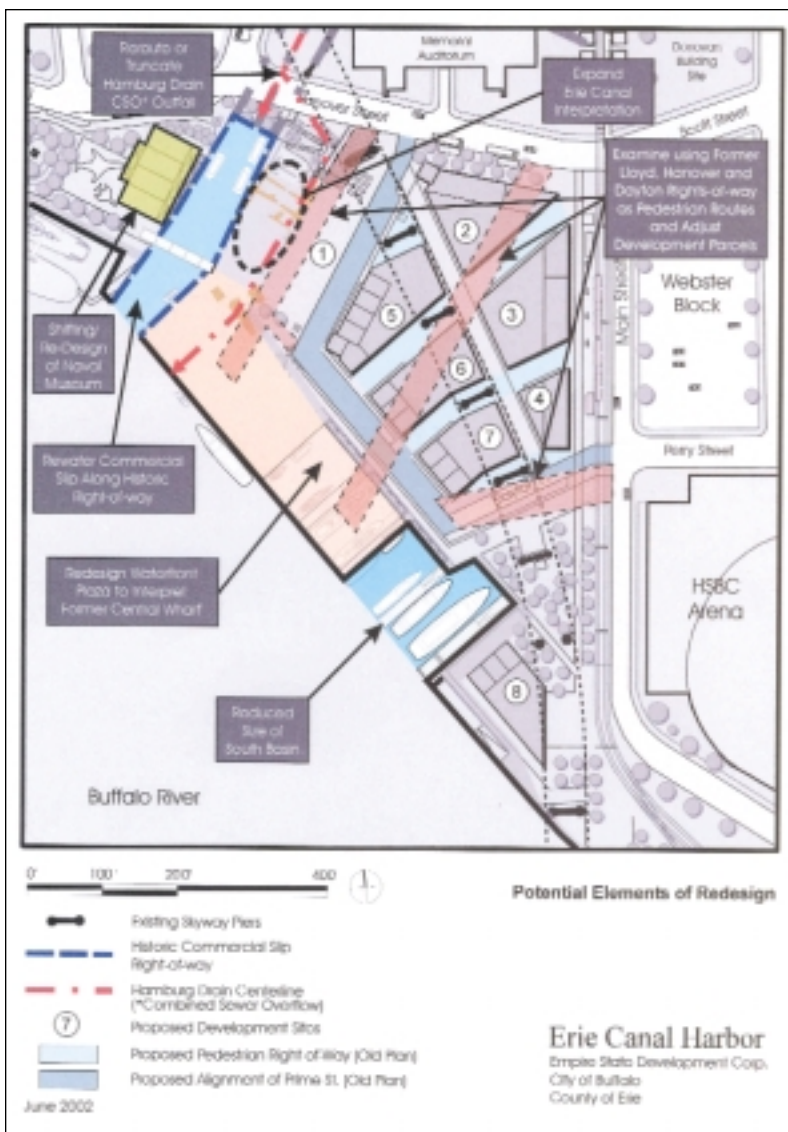 Reroute or
Truncate
Hamburg Drain
CSO* Outfall
Memorial
Auditorium
Donovan
Building
Site
Expand
Erie Canal
Interpretation
Hanover Street
Scott Street
Examine using Former
Lloyd, Hanover and
Dayton Rights-of-way
as Pedestrian Routes
and Adjust
Development Parcels
1
2
3
4
5
6
7
8
Main Street
Webster
Block
Shifting/
Re-Design
of Naval
Museum
Rewater Commercial
Slip Along Historic
Right-of-way
Perry Street
Redesign Waterfront
Plaza to Interpret
Former Central Wharf
HSBC
Arena
Reduced
Size of
South Basin
Buffalo River
0' 100' 200' 400
Potential Elements of Redesign
Existing Skyway Piers
Historic Commercial Slip
Right-of-way
Hamburg Drain Centerline
(*Combined Sewer Overflow)
7 Proposed Development Sites
Proposed Pedestrian Right of Way (Old Plan)
Proposed Alignment of Prime St. (Old Plan)
June 2002
Erie Canal Harbor
Empire State Development Corp.
City of Buffalo
County of Erie